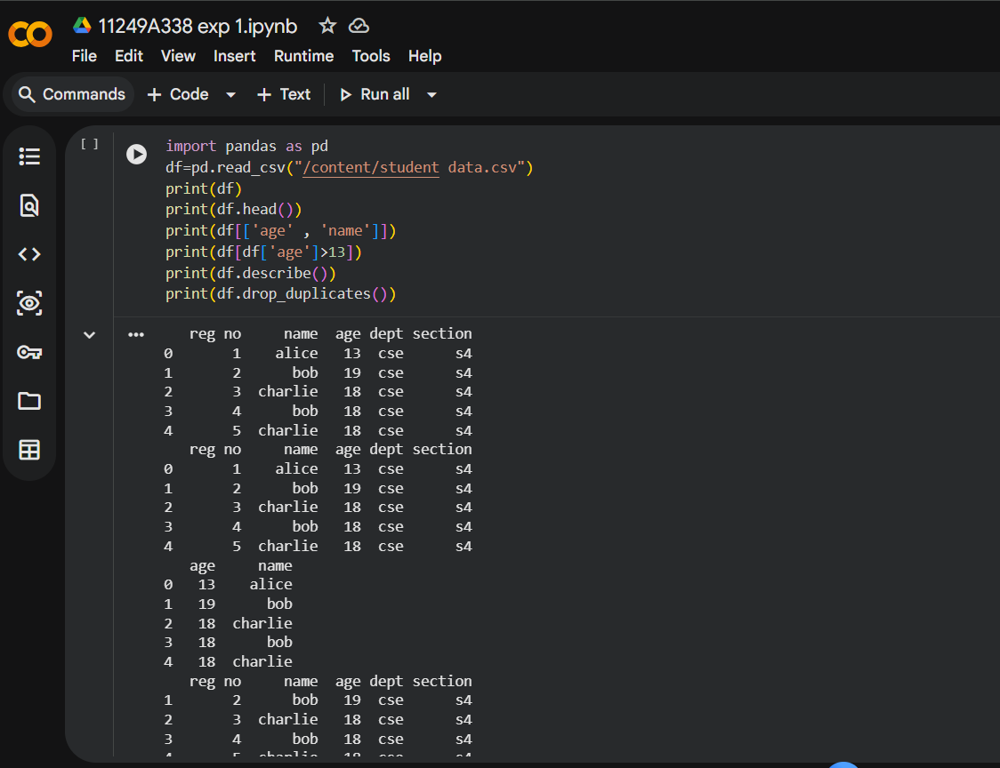 11249A338 exp 1.ipynb
File Edit View Insert Runtime Tools Help
Commands + Code + Text Run all
[ ]
import pandas as pd
df=pd.read_csv("/content/student data.csv")
print(df)
print(df.head())
print(df[['age' , 'name']])
print(df[df['age']>13])
print(df.describe())
print(df.drop_duplicates())
   reg no     name  age dept section
0       1    alice   13  cse      s4
1       2      bob   19  cse      s4
2       3  charlie   18  cse      s4
3       4      bob   18  cse      s4
4       5  charlie   18  cse      s4
   reg no     name  age dept section
0       1    alice   13  cse      s4
1       2      bob   19  cse      s4
2       3  charlie   18  cse      s4
3       4      bob   18  cse      s4
4       5  charlie   18  cse      s4
   age     name
0   13    alice
1   19      bob
2   18  charlie
3   18      bob
4   18  charlie
   reg no     name  age dept section
1       2      bob   19  cse      s4
2       3  charlie   18  cse      s4
3       4      bob   18  cse      s4
4       5  charlie   18  cse      s4